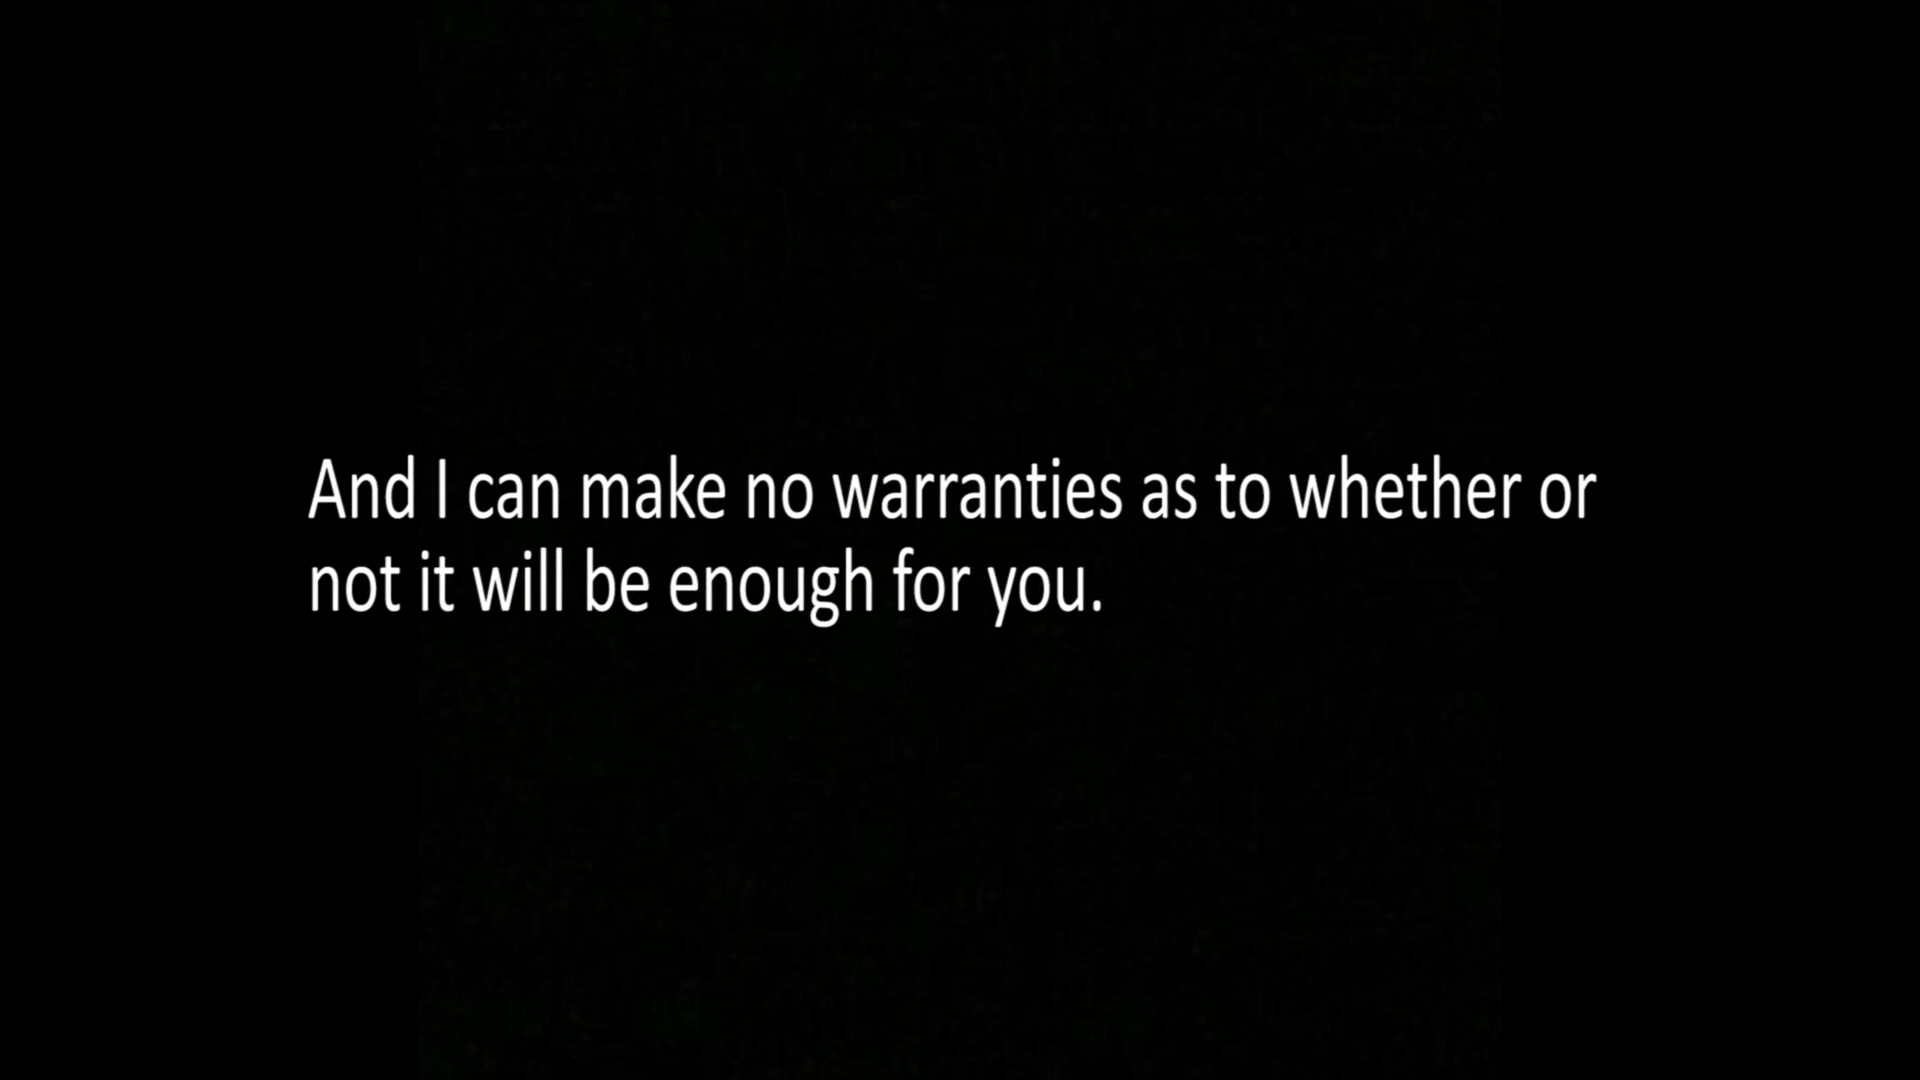 And I can make no warranties as to whether or
not it will be enough for you.